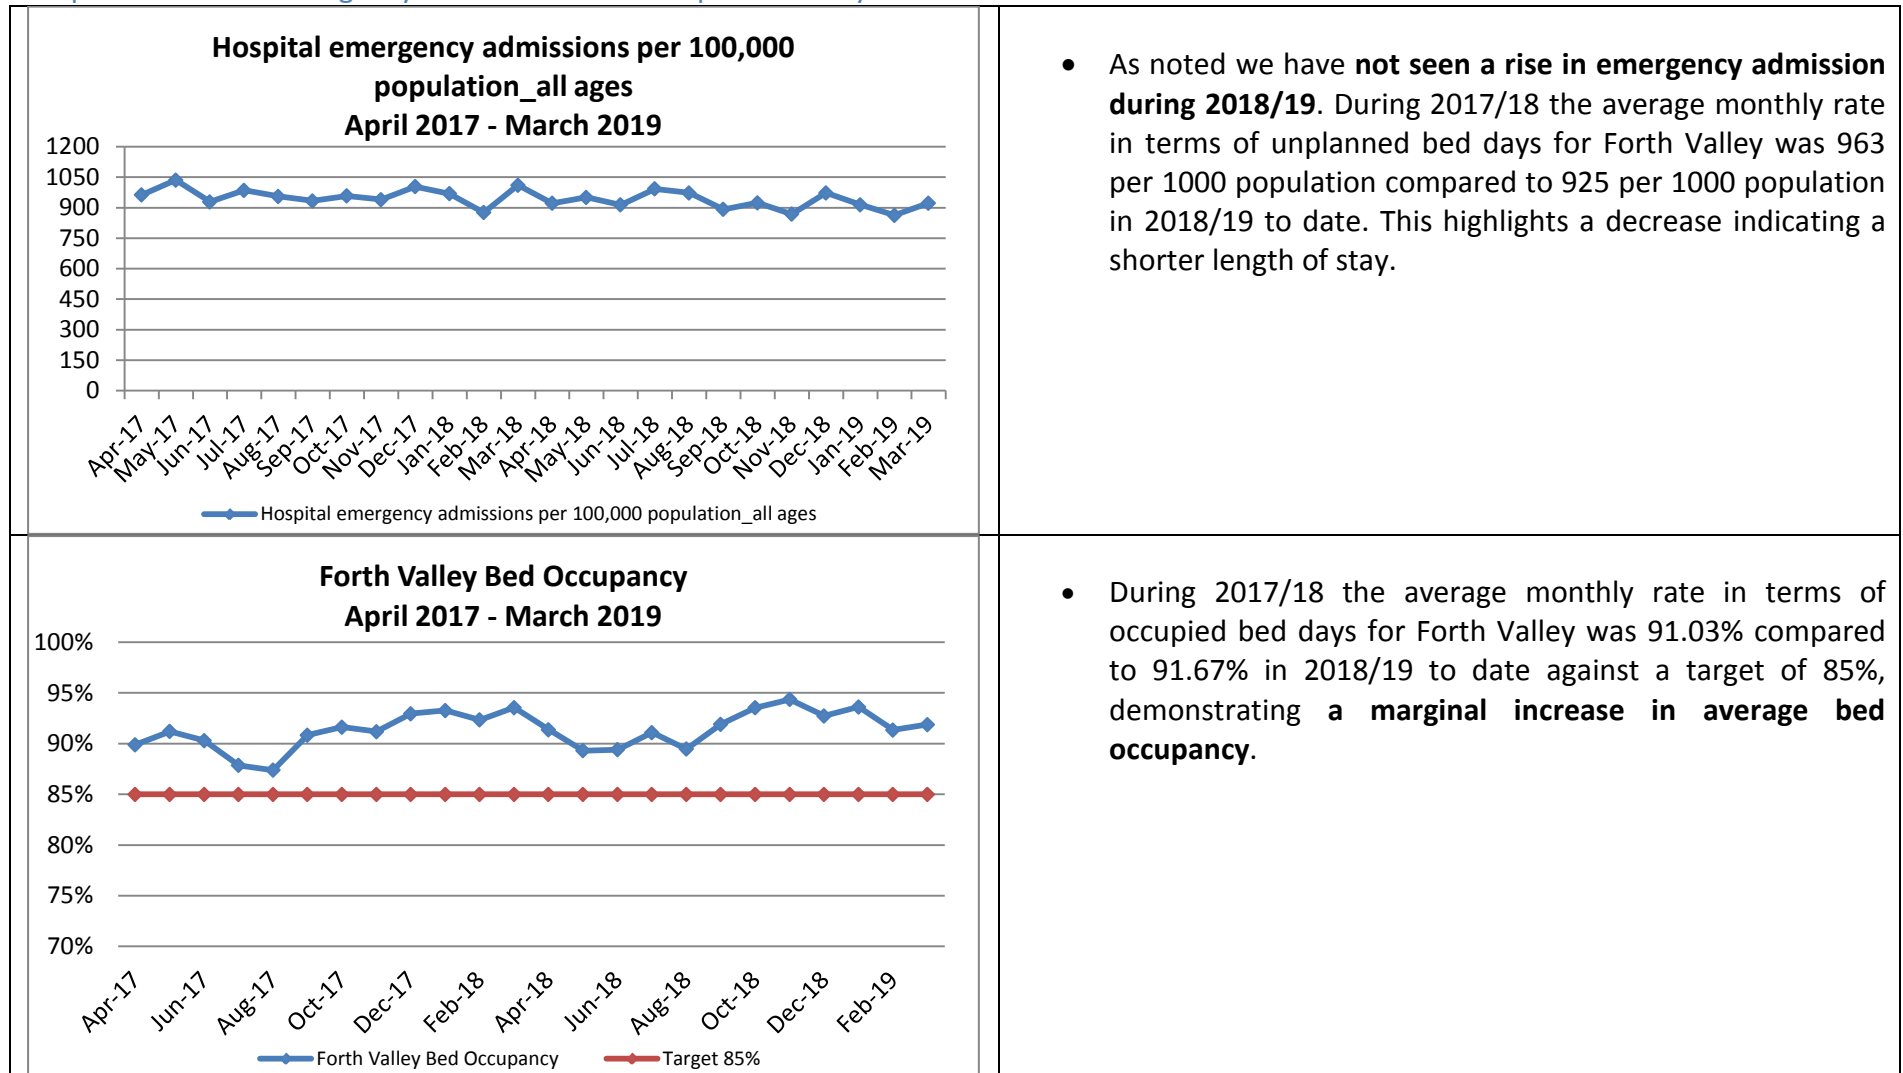 Hospital emergency admissions per 100,000
population_all ages
April 2017 - March 2019
1200
1050
900
750
600
450
300
150
0
Apr-17
May-17
Jun-17
Jul-17
Aug-17
Sep-17
Oct-17
Nov-17
Dec-17
Jan-18
Feb-18
Mar-18
Apr-18
May-18
Jun-18
Jul-18
Aug-18
Sep-18
Oct-18
Nov-18
Dec-18
Jan-19
Feb-19
Mar-19
Hospital emergency admissions per 100,000 population_all ages
• As noted we have not seen a rise in emergency admission
during 2018/19. During 2017/18 the average monthly rate
in terms of unplanned bed days for Forth Valley was 963
per 1000 population compared to 925 per 1000 population
in 2018/19 to date. This highlights a decrease indicating a
shorter length of stay.
Forth Valley Bed Occupancy
April 2017 - March 2019
100%
95%
90%
85%
80%
75%
70%
Apr-17
Jun-17
Aug-17
Oct-17
Dec-17
Feb-18
Apr-18
Jun-18
Aug-18
Oct-18
Dec-18
Feb-19
Forth Valley Bed Occupancy
Target 85%
• During 2017/18 the average monthly rate in terms of
occupied bed days for Forth Valley was 91.03% compared
to 91.67% in 2018/19 to date against a target of 85%,
demonstrating a marginal increase in average bed
occupancy.